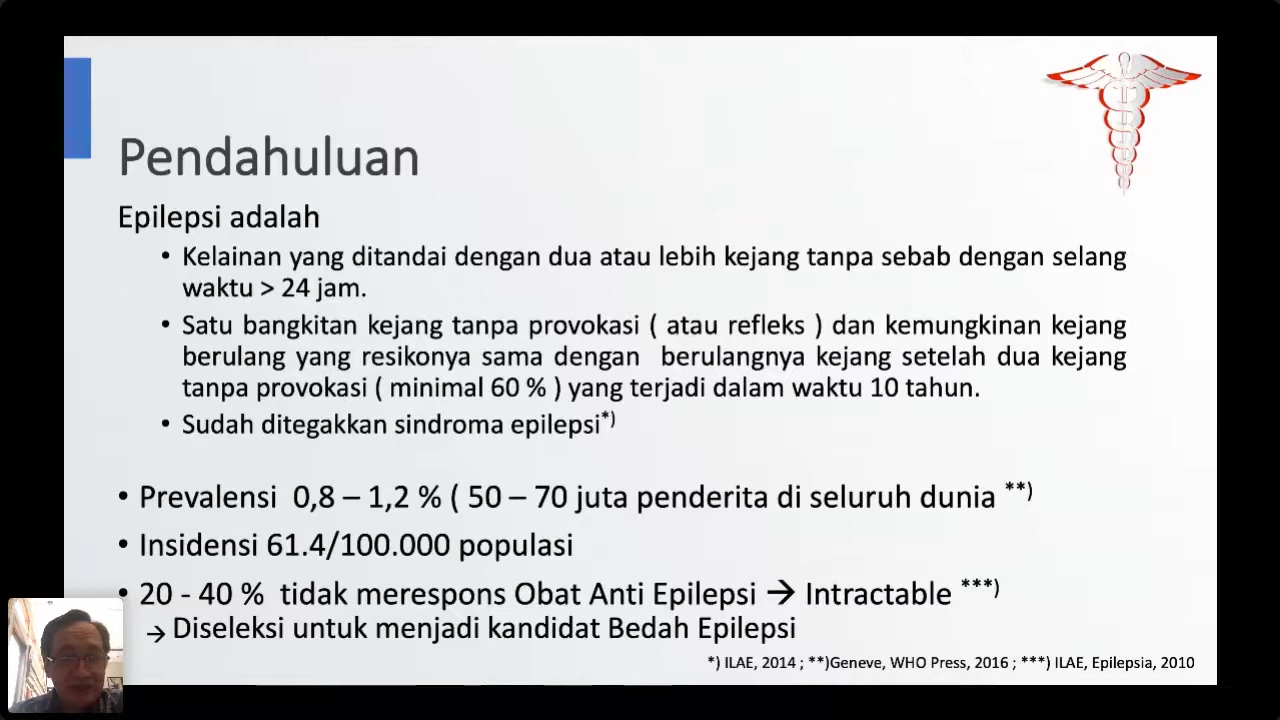 Pendahuluan
Epilepsi adalah
• Kelainan yang ditandai dengan dua atau lebih kejang tanpa sebab dengan selang
waktu > 24 jam.
• Satu bangkitan kejang tanpa provokasi ( atau refleks ) dan kemungkinan kejang
berulang yang resikonya sama dengan berulangnya kejang setelah dua kejang
tanpa provokasi ( minimal 60 % ) yang terjadi dalam waktu 10 tahun.
• Sudah ditegakkan sindroma epilepsi*)
• Prevalensi 0,8 – 1,2 % ( 50 – 70 juta penderita di seluruh dunia **)
• Insidensi 61.4/100.000 populasi
• 20 - 40 % tidak merespons Obat Anti Epilepsi → Intractable ***)
→ Diseleksi untuk menjadi kandidat Bedah Epilepsi
*) ILAE, 2014 ; **)Geneve, WHO Press, 2016 ; ***) ILAE, Epilepsia, 2010